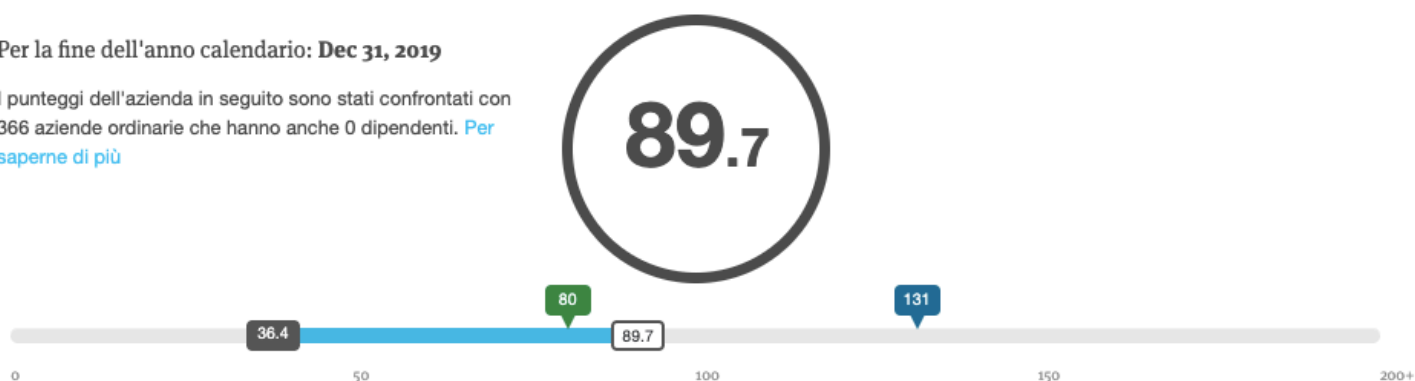 Per la fine dell'anno calendario: Dec 31, 2019
I punteggi dell'azienda in seguito sono stati confrontati con
366 aziende ordinarie che hanno anche 0 dipendenti. Per
saperne di più
89.7
80
131
36.4
89.7
0 50 100 150 200+